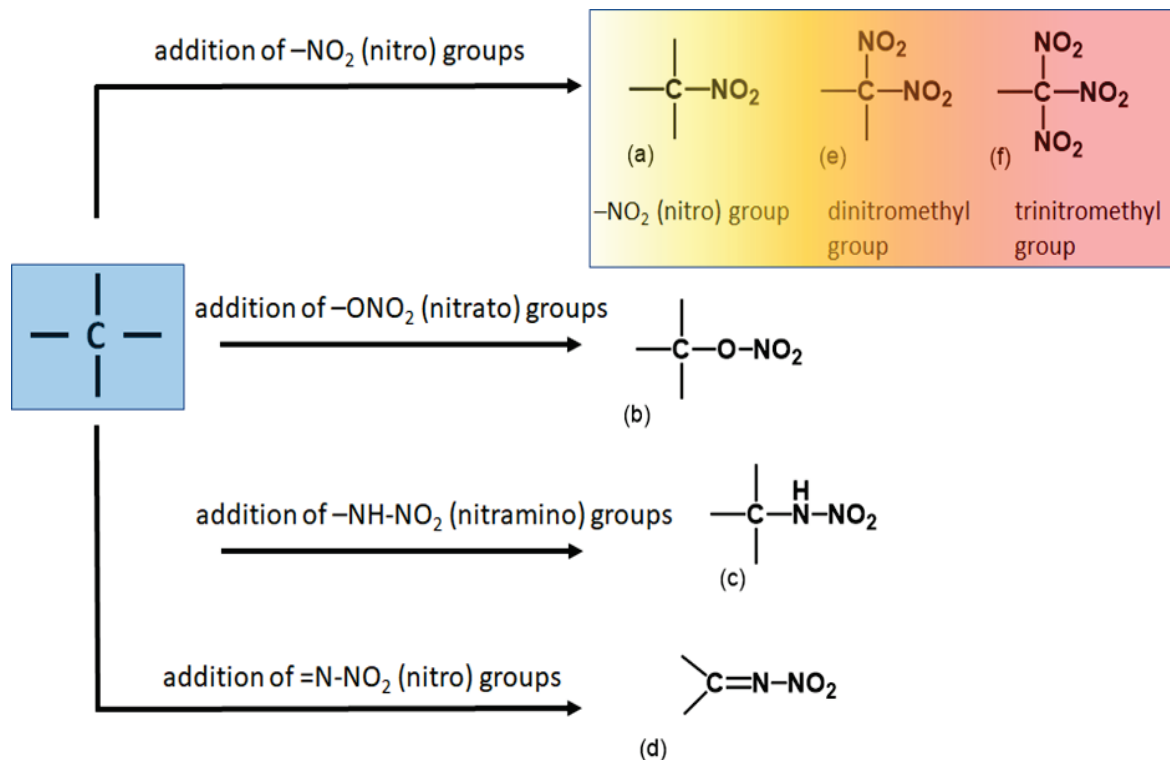 addition of –NO₂ (nitro) groups
NO₂
C–NO₂
(a)
–NO₂ (nitro) group
C–NO₂
(e)
dinitromethyl
group
NO₂
C–NO₂
NO₂
(f)
trinitromethyl
group
C
addition of –ONO₂ (nitrato) groups
C–O–NO₂
(b)
addition of –NH-NO₂ (nitramino) groups
H
C–N–NO₂
(c)
addition of =N-NO₂ (nitro) groups
C=N–NO₂
(d)